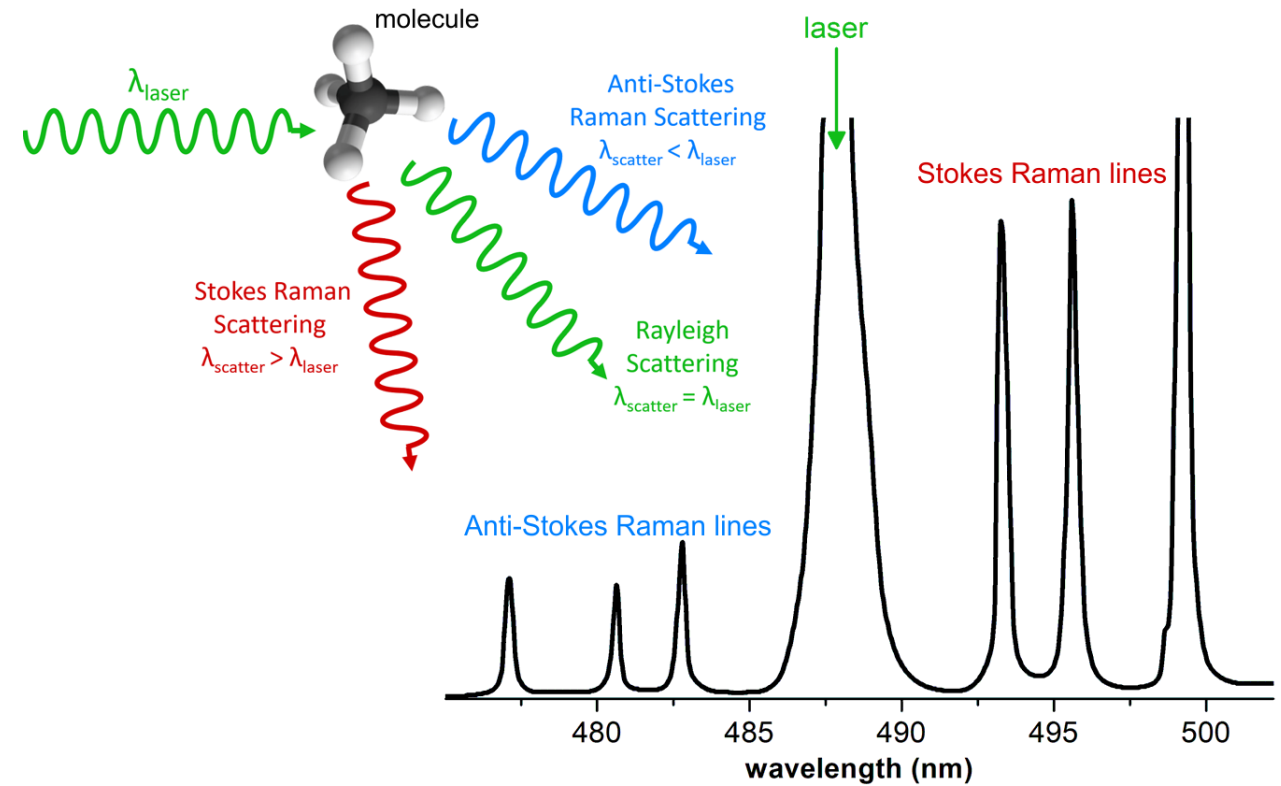 molecule
laser
λlaser
Anti-Stokes
Raman Scattering
λscatter < λlaser
Stokes Raman lines
Stokes Raman
Scattering
λscatter > λlaser
Rayleigh
Scattering
λscatter = λlaser
Anti-Stokes Raman lines
480
485
490
495
500
wavelength (nm)